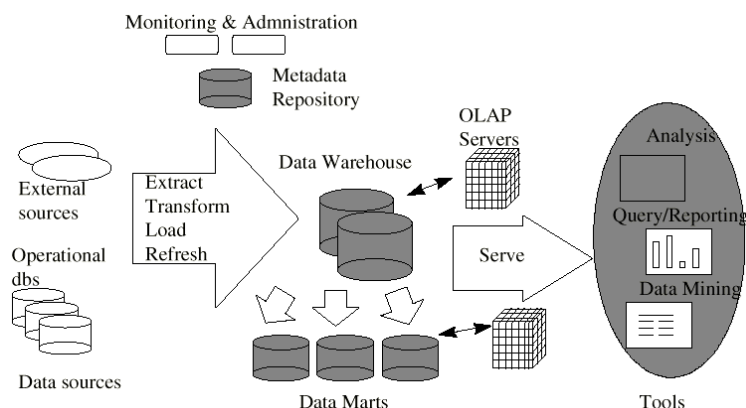 Monitoring & Admnistration
Metadata
Repository
OLAP
Servers
Analysis
Data Warehouse
External
sources
Extract
Transform
Load
Refresh
Query/Reporting
Operational
dbs
Serve
Data Mining
Data sources
Data Marts
Tools